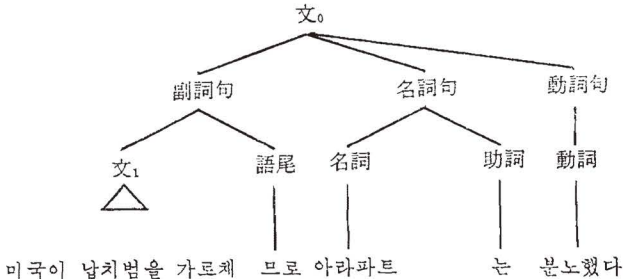 文₀
副詞句 名詞句 動詞句
文₁ 語尾 名詞 助詞 動詞
미국이 납치범을 가로채 므로 아라파트 는 분노했다